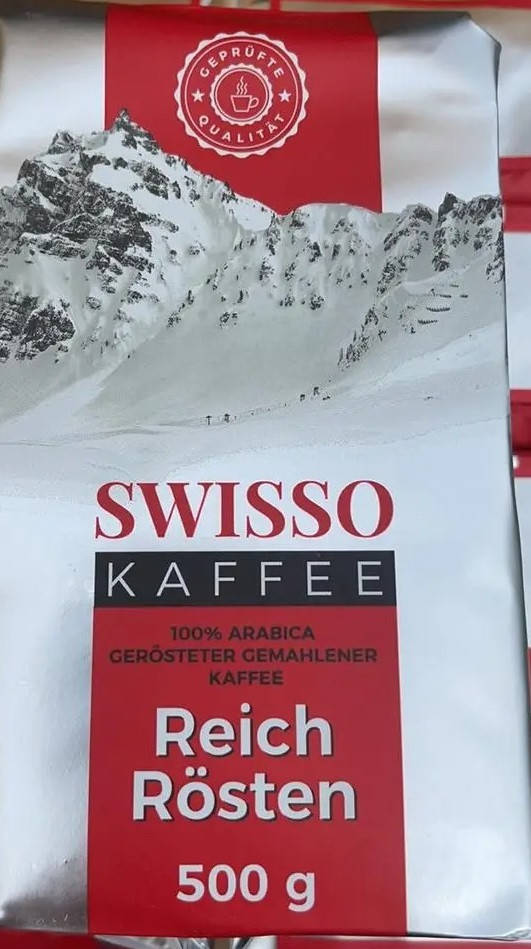 GEPRÜFTE
QUALITÄT
SWISSO
KAFFEE
100% ARABICA
GERÖSTETER GEMAHLENER
KAFFEE
Reich
Rösten
500 g